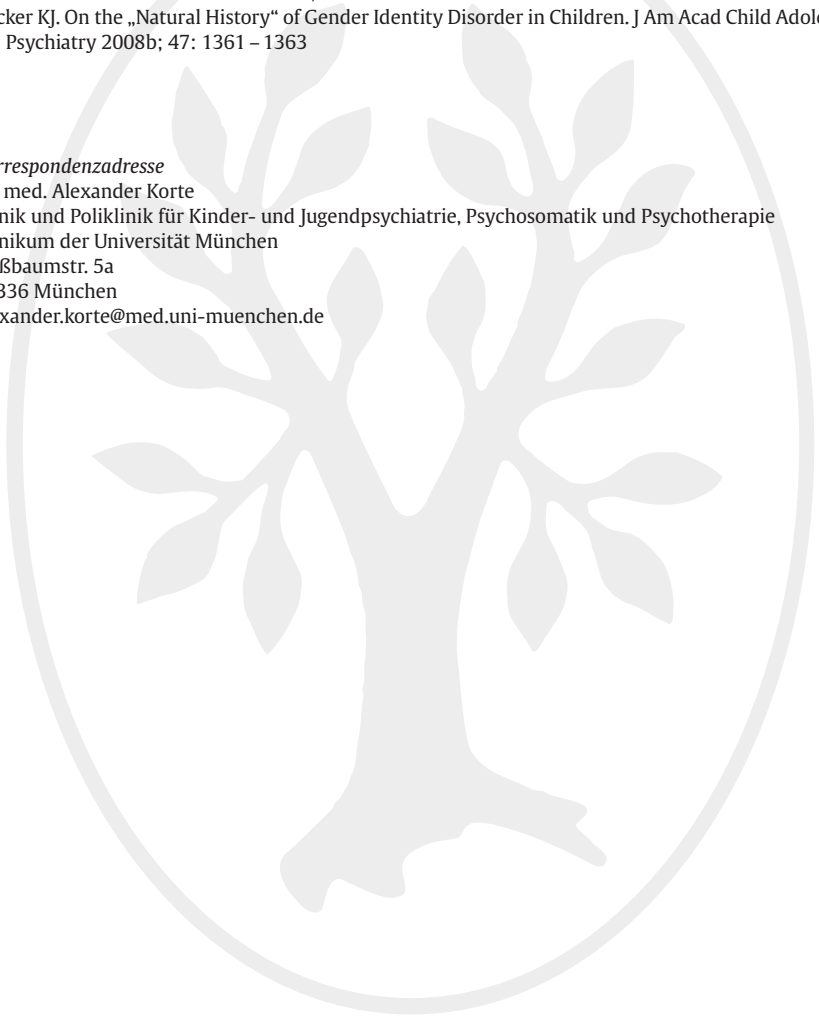 cker KJ. On the „Natural History“ of Gender Identity Disorder in Children. J Am Acad Child Adole
Psychiatry 2008b; 47: 1361 – 1363
rrespondenzadresse
med. Alexander Korte
nik und Poliklinik für Kinder- und Jugendpsychiatrie, Psychosomatik und Psychotherapie
nikum der Universität München
ßbaumstr. 5a
336 München
xander.korte@med.uni-muenchen.de